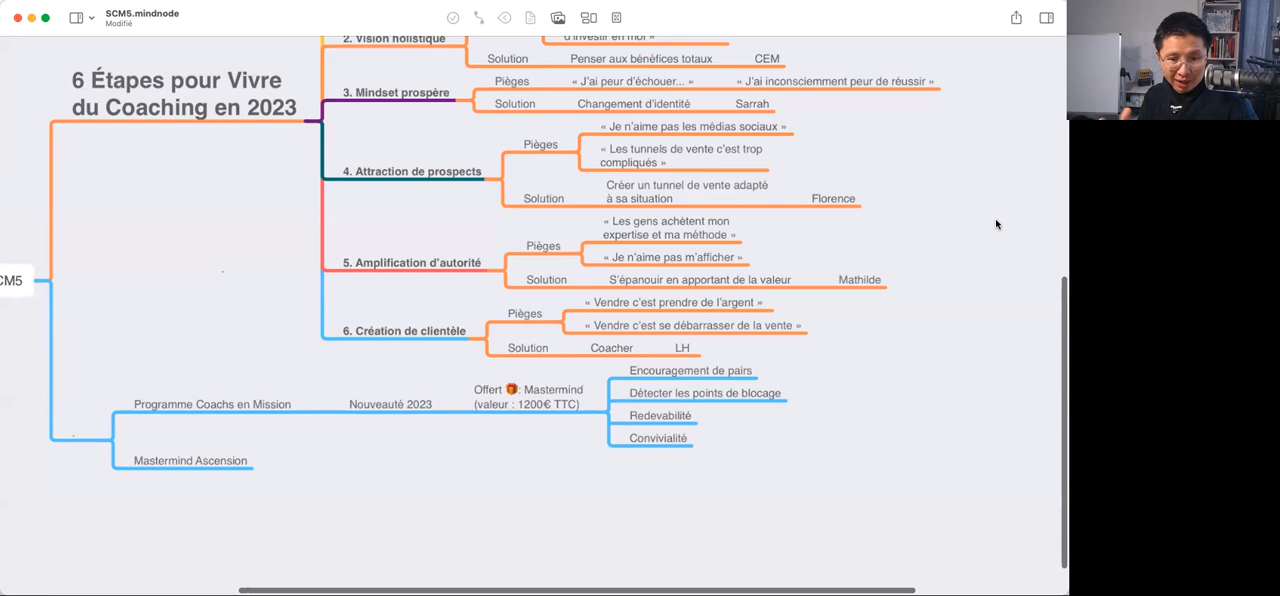 SCM5.mindnode
Modifié
2. Vision holistique
d'investir en moi »
Solution Penser aux bénéfices totaux CEM
6 Étapes pour Vivre
du Coaching en 2023
3. Mindset prospère
Pièges « J'ai peur d'échouer... » « J'ai inconsciemment peur de réussir »
Solution Changement d'identité Sarrah
4. Attraction de prospects
Pièges
« Je n'aime pas les médias sociaux »
« Les tunnels de vente c'est trop
compliqués »
Solution
Créer un tunnel de vente adapté
à sa situation
Florence
5. Amplification d'autorité
Pièges
« Les gens achètent mon
expertise et ma méthode »
« Je n'aime pas m'afficher »
Solution S'épanouir en apportant de la valeur Mathilde
6. Création de clientèle
Pièges
« Vendre c'est prendre de l'argent »
« Vendre c'est se débarrasser de la vente »
Solution Coacher LH
CM5
Programme Coachs en Mission
Nouveauté 2023
Offert 🎁: Mastermind
(valeur : 1200€ TTC)
Encouragement de pairs
Détecter les points de blocage
Redevabilité
Convivialité
Mastermind Ascension